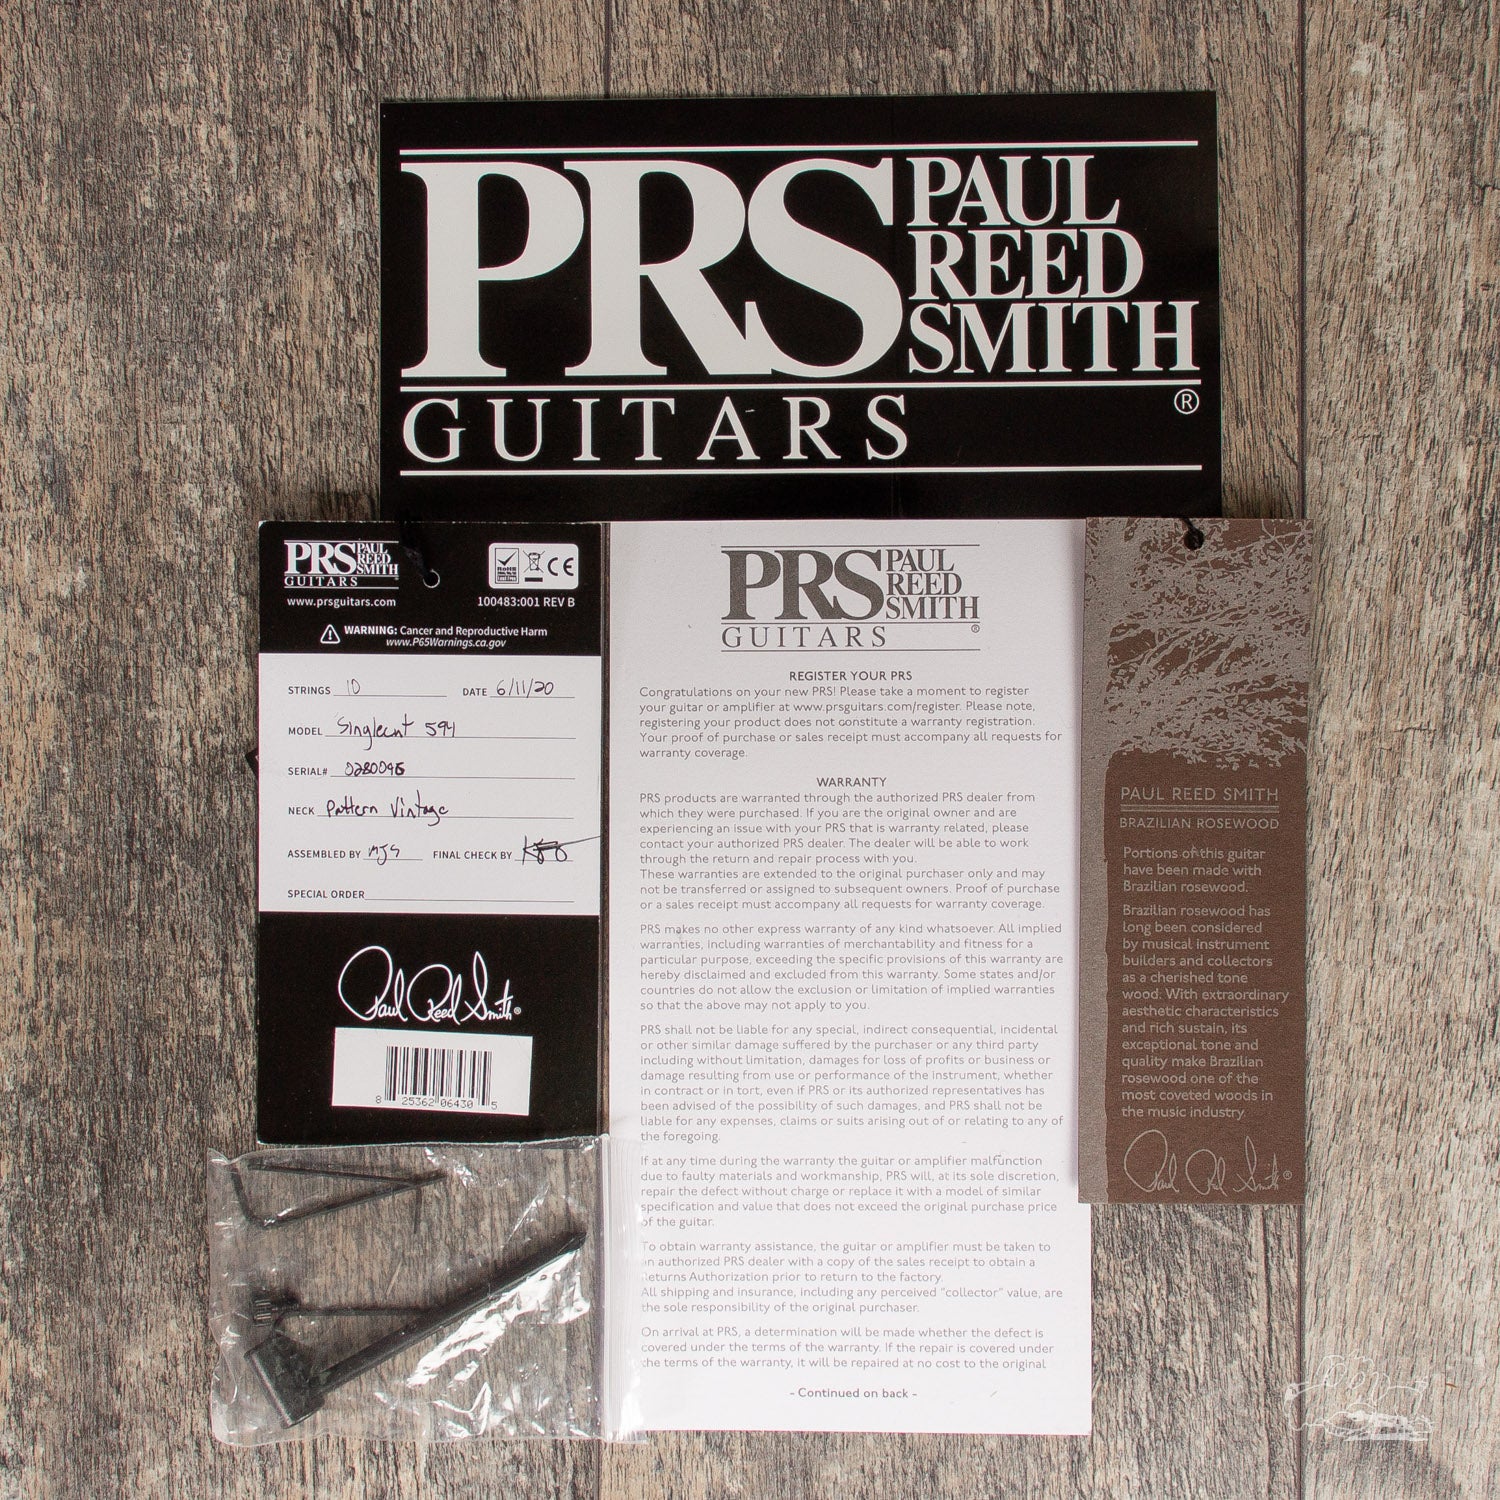 PRS PAUL
REED
SMITH
GUITARS ®
PRS PAUL
REED
SMITH
GUITARS
www.prsguitars.com
RoHS
CE
100483:001 REV B
WARNING: Cancer and Reproductive Harm
www.P65Warnings.ca.gov
STRINGS 10 DATE 6/11/20
MODEL Singlecut 594
SERIAL# 0280096
NECK Pattern Vintage
ASSEMBLED BY MJS FINAL CHECK BY
SPECIAL ORDER
Paul Reed Smith®
8 25362 06430 5
PRS PAUL
REED
SMITH
GUITARS ®
REGISTER YOUR PRS
Congratulations on your new PRS! Please take a moment to register
your guitar or amplifier at www.prsguitars.com/register. Please note,
registering your product does not constitute a warranty registration.
Your proof of purchase or sales receipt must accompany all requests for
warranty coverage.
WARRANTY
PRS products are warranted through the authorized PRS dealer from
which they were purchased. If you are the original owner and are
experiencing an issue with your PRS that is warranty related, please
contact your authorized PRS dealer. The dealer will be able to work
through the return and repair process with you.
These warranties are extended to the original purchaser only and may
not be transferred or assigned to subsequent owners. Proof of purchase
or a sales receipt must accompany all requests for warranty coverage.
PRS makes no other express warranty of any kind whatsoever. All implied
warranties, including warranties of merchantability and fitness for a
particular purpose, exceeding the specific provisions of this warranty are
hereby disclaimed and excluded from this warranty. Some states and/or
countries do not allow the exclusion or limitation of implied warranties
so that the above may not apply to you.
PRS shall not be liable for any special, indirect consequential, incidental
or other similar damage suffered by the purchaser or any third party
including without limitation, damages for loss of profits or business or
damage resulting from use or performance of the instrument, whether
in contract or in tort, even if PRS or its authorized representatives has
been advised of the possibility of such damages, and PRS shall not be
liable for any expenses, claims or suits arising out of or relating to any of
the foregoing.
If at any time during the warranty the guitar or amplifier malfunction
due to faulty materials and workmanship, PRS will, at its sole discretion,
repair the defect without charge or replace it with a model of similar
specification and value that does not exceed the original purchase price
of the guitar.
To obtain warranty assistance, the guitar or amplifier must be taken to
an authorized PRS dealer with a copy of the sales receipt to obtain a
Returns Authorization prior to return to the factory.
All shipping and insurance, including any perceived "collector" value, are
the sole responsibility of the original purchaser.
On arrival at PRS, a determination will be made whether the defect is
covered under the terms of the warranty. If the repair is covered under
the terms of the warranty, it will be repaired at no cost to the original
- Continued on back -
PAUL REED SMITH
BRAZILIAN ROSEWOOD
Portions of this guitar
have been made with
Brazilian rosewood.
Brazilian rosewood has
long been considered
by musical instrument
builders and collectors
as a cherished tone
wood. With extraordinary
aesthetic characteristics
and rich sustain, its
exceptional tone and
quality make Brazilian
rosewood one of the
most coveted woods in
the music industry.
Paul Reed Smith®